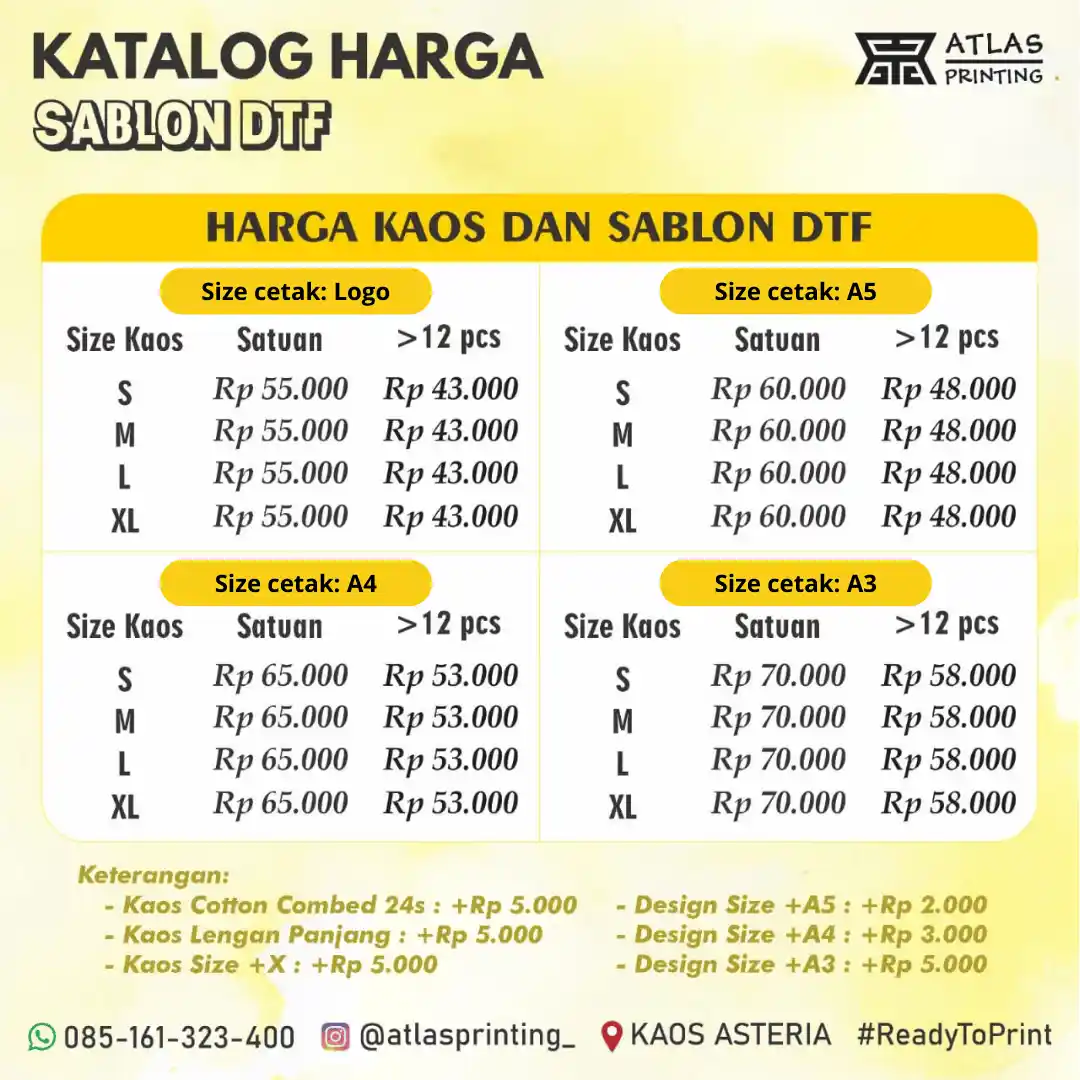 KATALOG HARGA
SABLON DTF
ATLAS
PRINTING
HARGA KAOS DAN SABLON DTF
Size cetak: Logo
Size Kaos Satuan >12 pcs
S Rp 55.000 Rp 43.000
M Rp 55.000 Rp 43.000
L Rp 55.000 Rp 43.000
XL Rp 55.000 Rp 43.000
Size cetak: A5
Size Kaos Satuan >12 pcs
S Rp 60.000 Rp 48.000
M Rp 60.000 Rp 48.000
L Rp 60.000 Rp 48.000
XL Rp 60.000 Rp 48.000
Size cetak: A4
Size Kaos Satuan >12 pcs
S Rp 65.000 Rp 53.000
M Rp 65.000 Rp 53.000
L Rp 65.000 Rp 53.000
XL Rp 65.000 Rp 53.000
Size cetak: A3
Size Kaos Satuan >12 pcs
S Rp 70.000 Rp 58.000
M Rp 70.000 Rp 58.000
L Rp 70.000 Rp 58.000
XL Rp 70.000 Rp 58.000
Keterangan:
- Kaos Cotton Combed 24s : +Rp 5.000
- Kaos Lengan Panjang : +Rp 5.000
- Kaos Size +X : +Rp 5.000
- Design Size +A5 : +Rp 2.000
- Design Size +A4 : +Rp 3.000
- Design Size +A3 : +Rp 5.000
085-161-323-400 @atlasprinting_ KAOS ASTERIA #ReadyToPrint